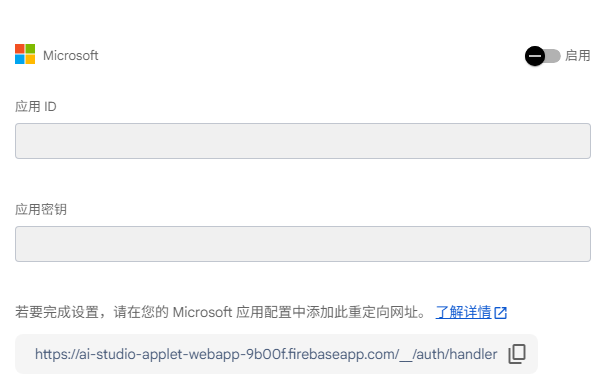 Microsoft
启用
应用 ID
应用密钥
若要完成设置，请在您的 Microsoft 应用配置中添加此重定向网址。 了解详情
https://ai-studio-applet-webapp-9b00f.firebaseapp.com/__/auth/handler